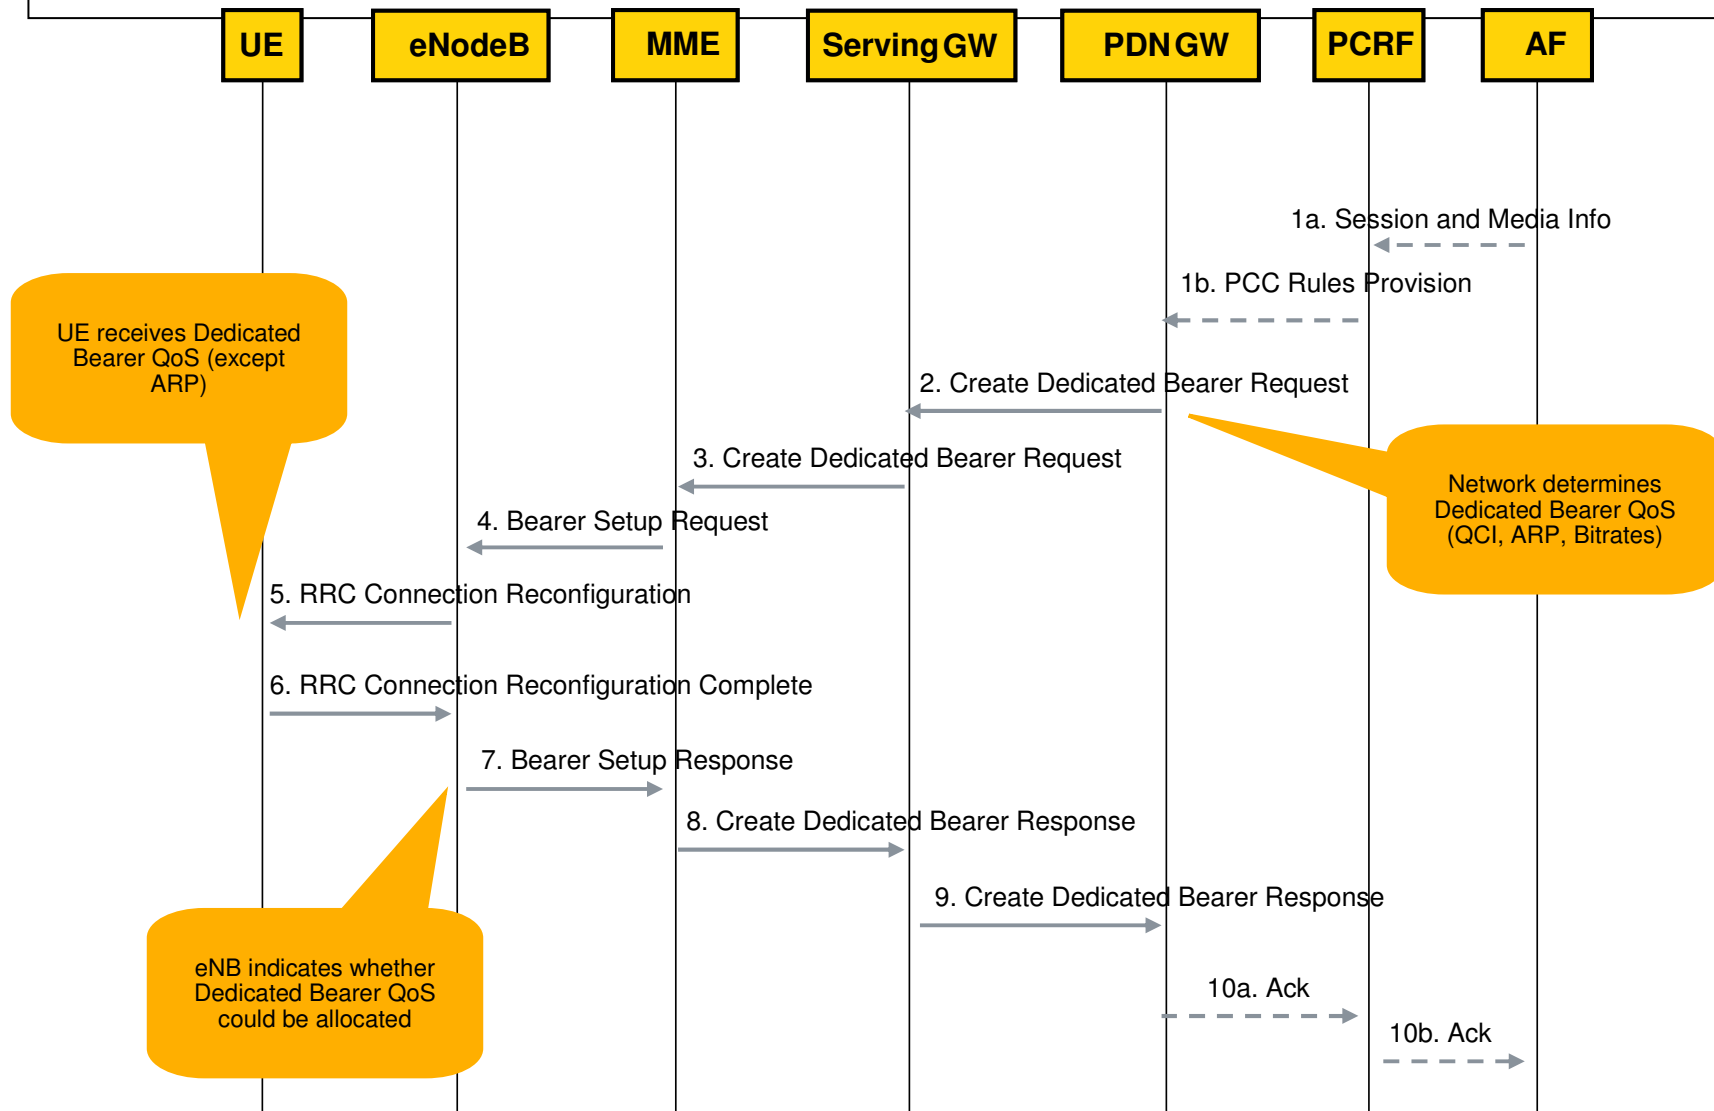 UE
eNodeB
MME
Serving GW
PDN GW
PCRF
AF
1a. Session and Media Info
1b. PCC Rules Provision
UE receives Dedicated
Bearer QoS (except
ARP)
2. Create Dedicated Bearer Request
3. Create Dedicated Bearer Request
Network determines
Dedicated Bearer QoS
(QCI, ARP, Bitrates)
4. Bearer Setup Request
5. RRC Connection Reconfiguration
6. RRC Connection Reconfiguration Complete
7. Bearer Setup Response
8. Create Dedicated Bearer Response
9. Create Dedicated Bearer Response
eNB indicates whether
Dedicated Bearer QoS
could be allocated
10a. Ack
10b. Ack